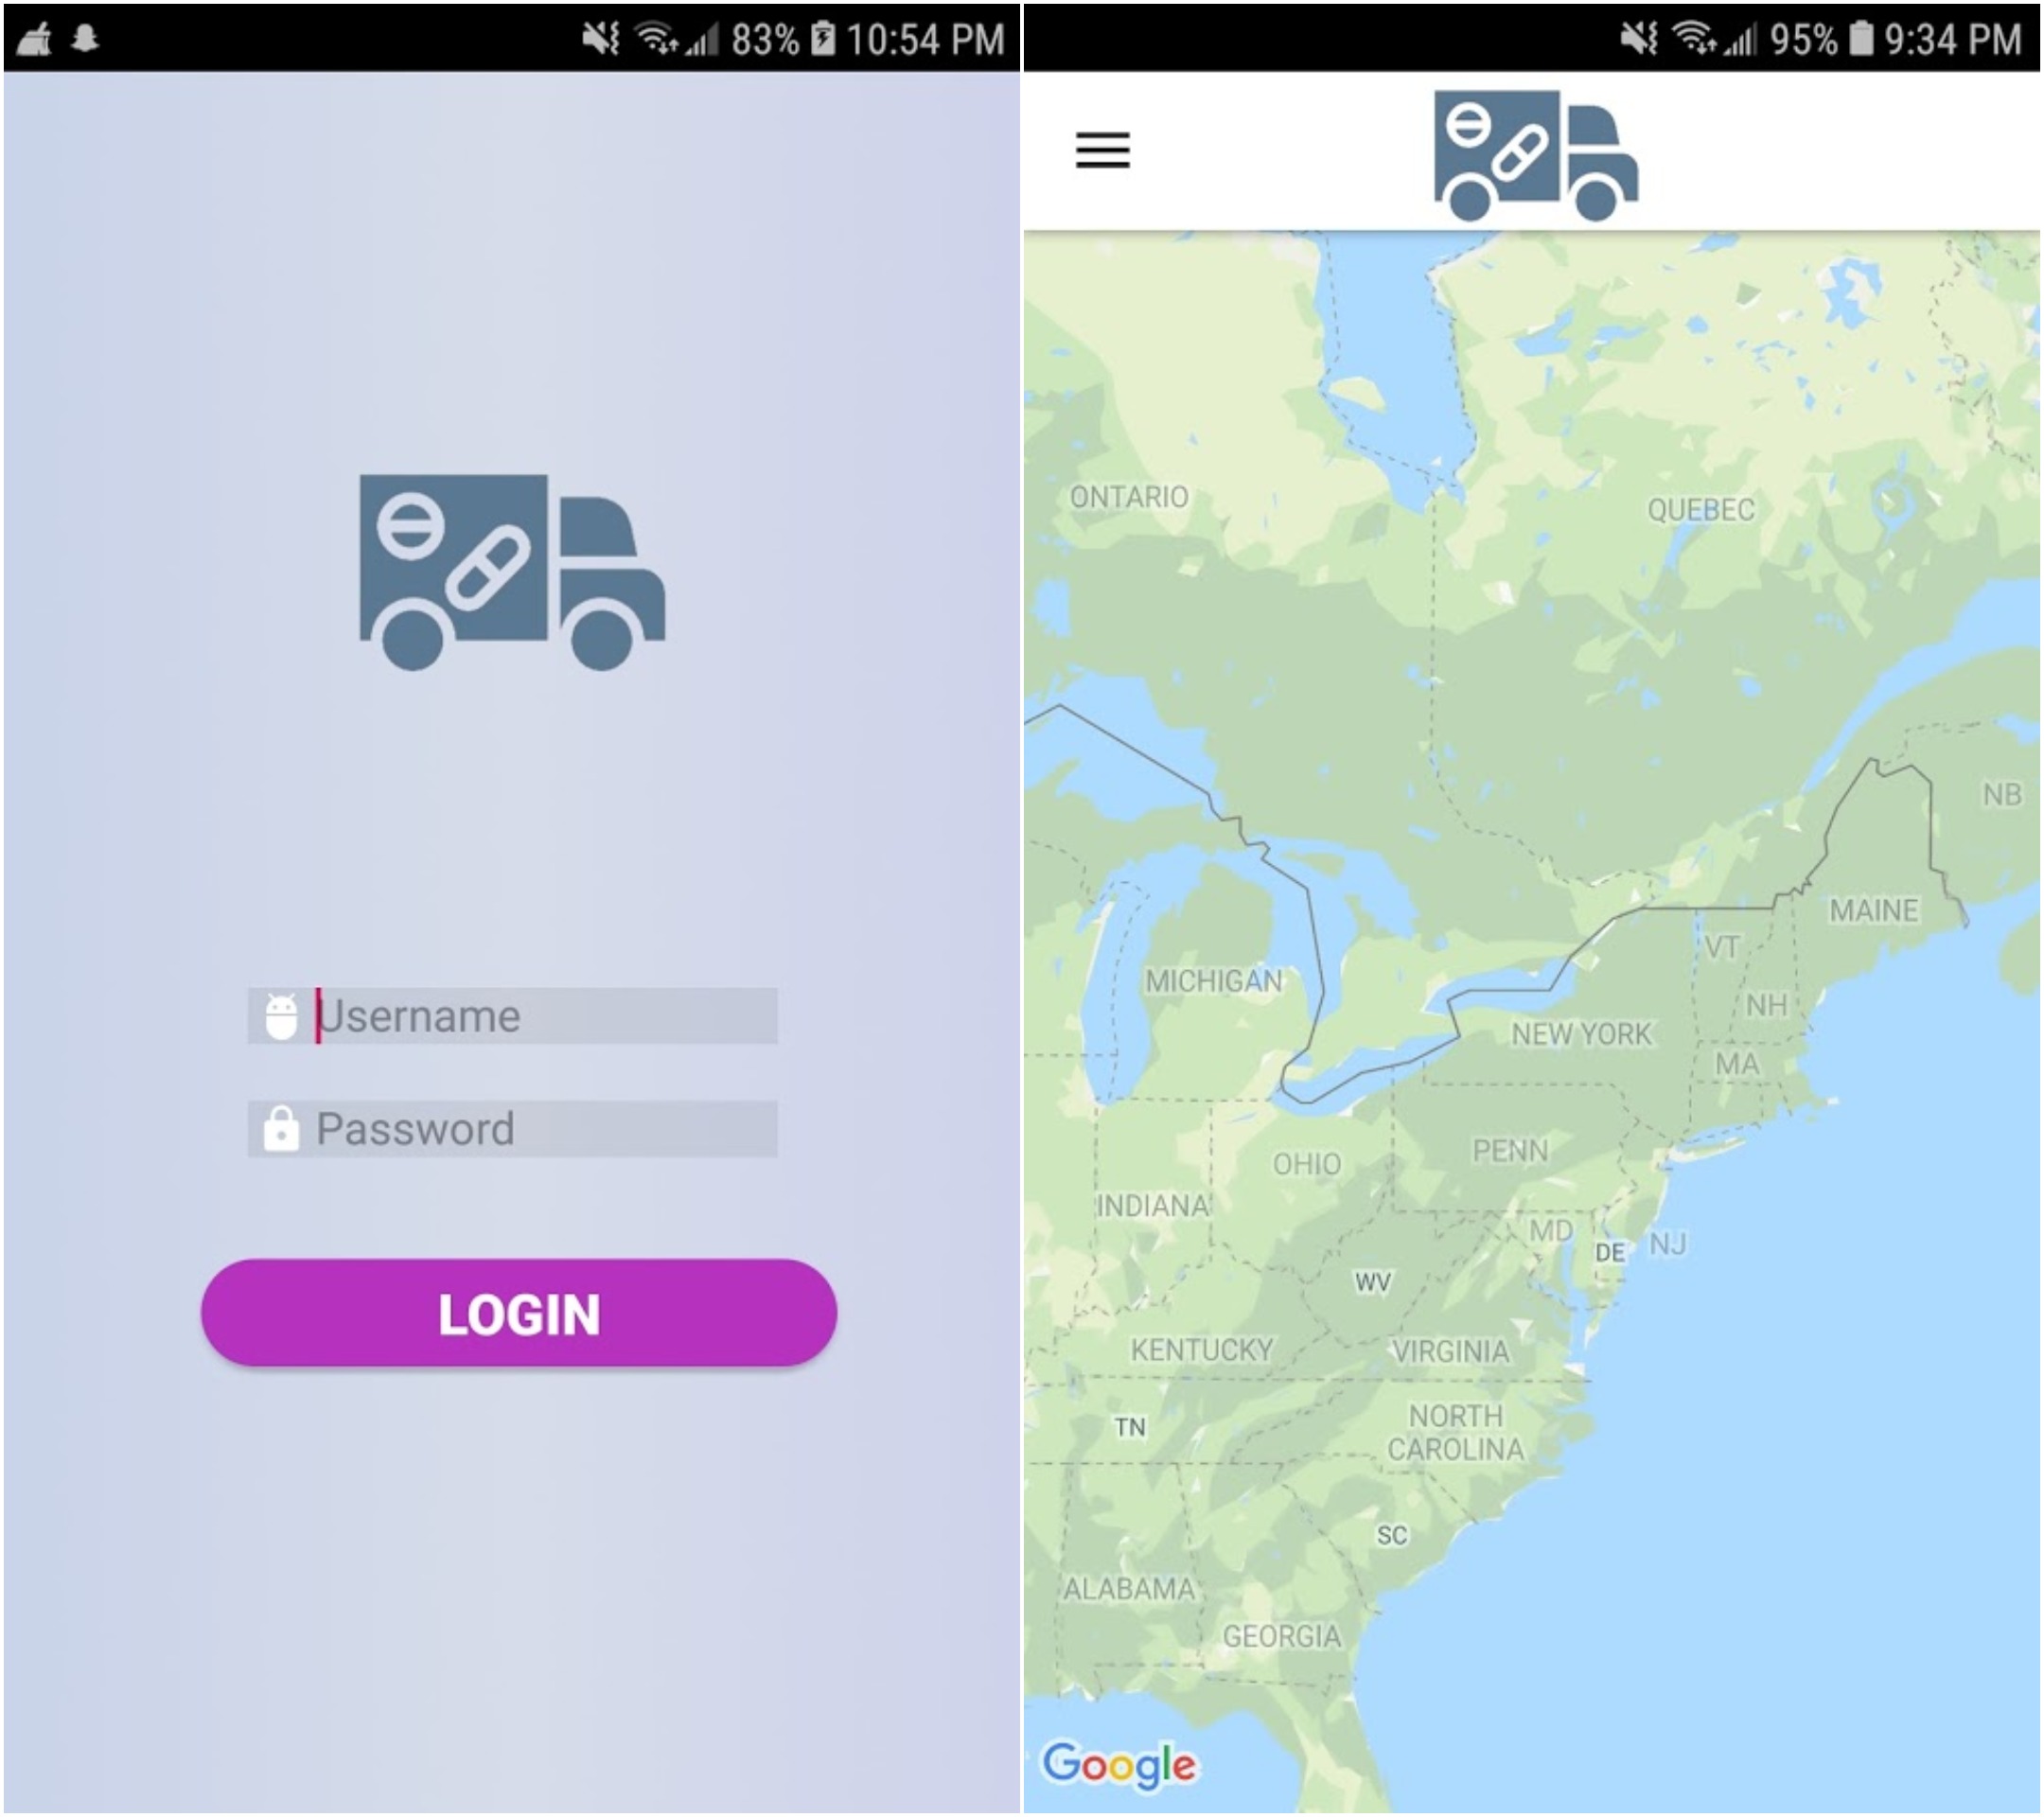 83% 10:54 PM
Username
Password
LOGIN
95% 9:34 PM
ONTARIO
QUEBEC
NB
MAINE
VT
MICHIGAN
NH
NEW YORK
MA
PENN
OHIO
INDIANA
MD
NJ
DE
WV
KENTUCKY
VIRGINIA
NORTH
CAROLINA
TN
SC
ALABAMA
GEORGIA
Google